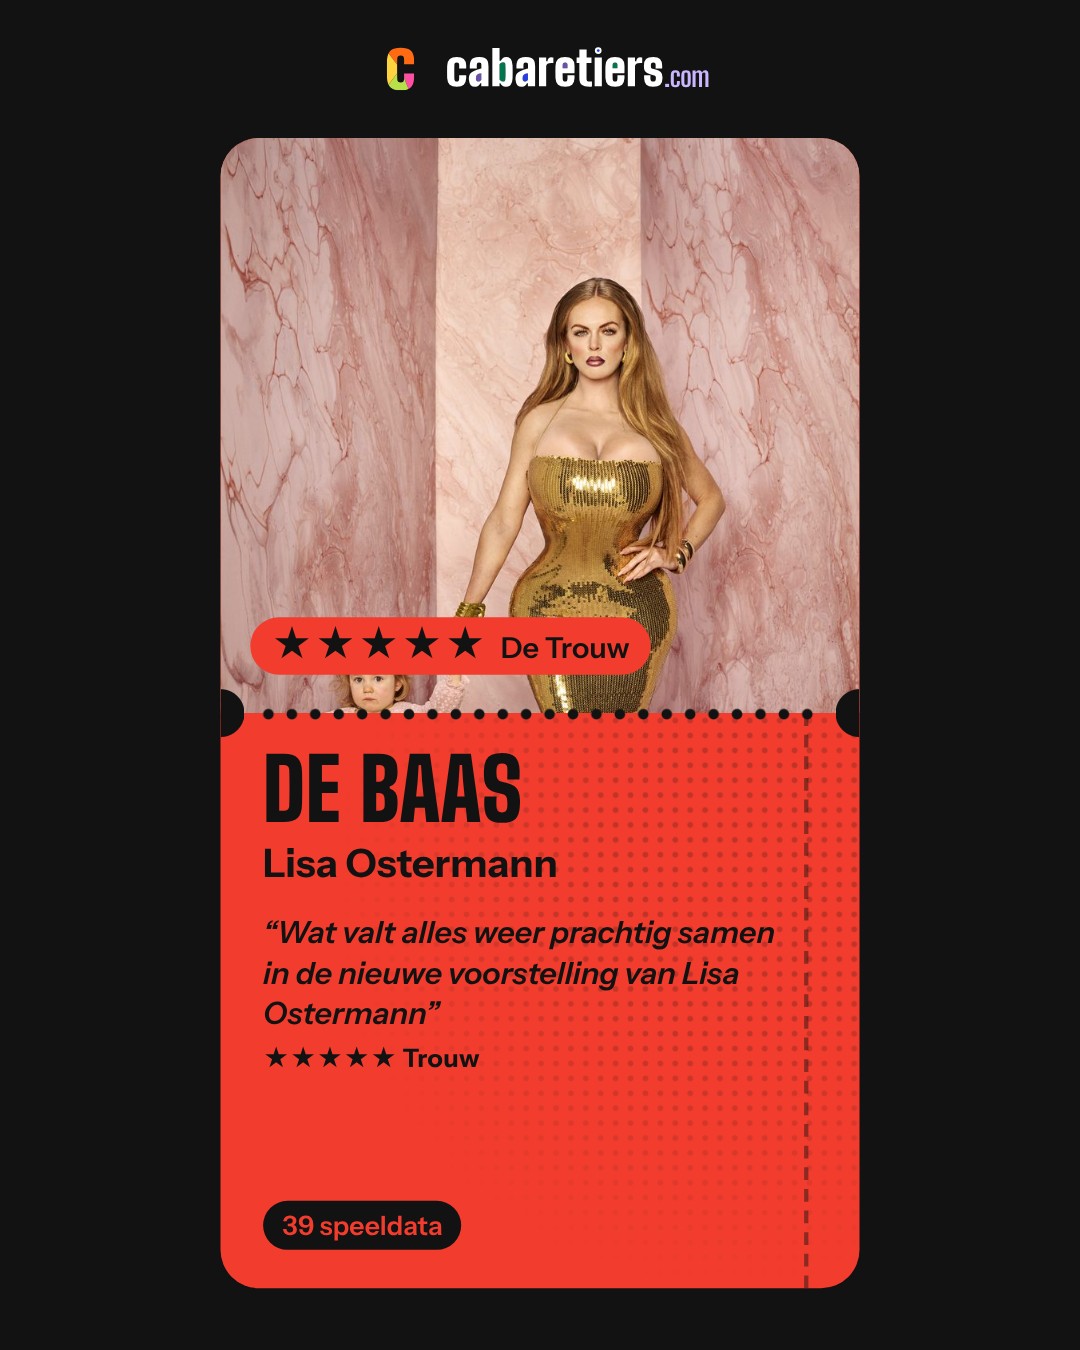 cabaretiers.com
★★★★★ De Trouw
DE BAAS
Lisa Ostermann
“Wat valt alles weer prachtig samen
in de nieuwe voorstelling van Lisa
Ostermann”
★★★★★ Trouw
39 speeldata